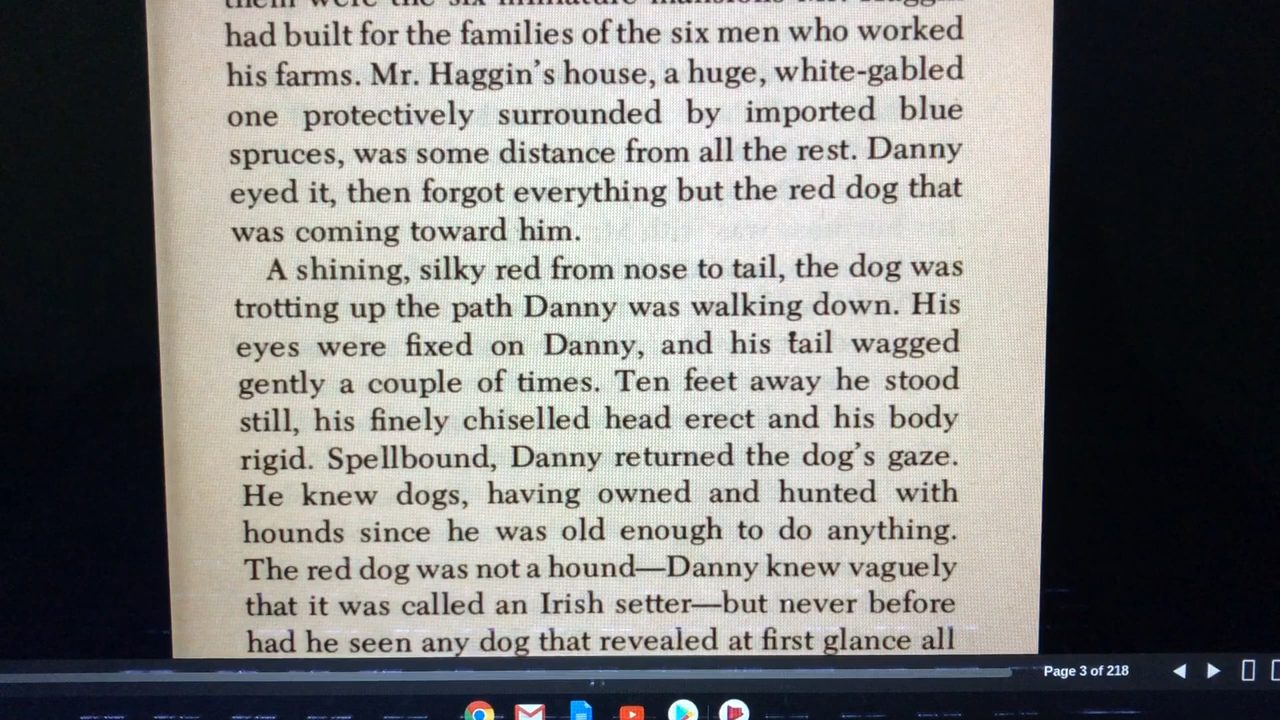 them were the six miniature mansions Mr. Haggin
had built for the families of the six men who worked
his farms. Mr. Haggin's house, a huge, white-gabled
one protectively surrounded by imported blue
spruces, was some distance from all the rest. Danny
eyed it, then forgot everything but the red dog that
was coming toward him.
A shining, silky red from nose to tail, the dog was
trotting up the path Danny was walking down. His
eyes were fixed on Danny, and his tail wagged
gently a couple of times. Ten feet away he stood
still, his finely chiselled head erect and his body
rigid. Spellbound, Danny returned the dog's gaze.
He knew dogs, having owned and hunted with
hounds since he was old enough to do anything.
The red dog was not a hound—Danny knew vaguely
that it was called an Irish setter—but never before
had he seen any dog that revealed at first glance all
Page 3 of 218